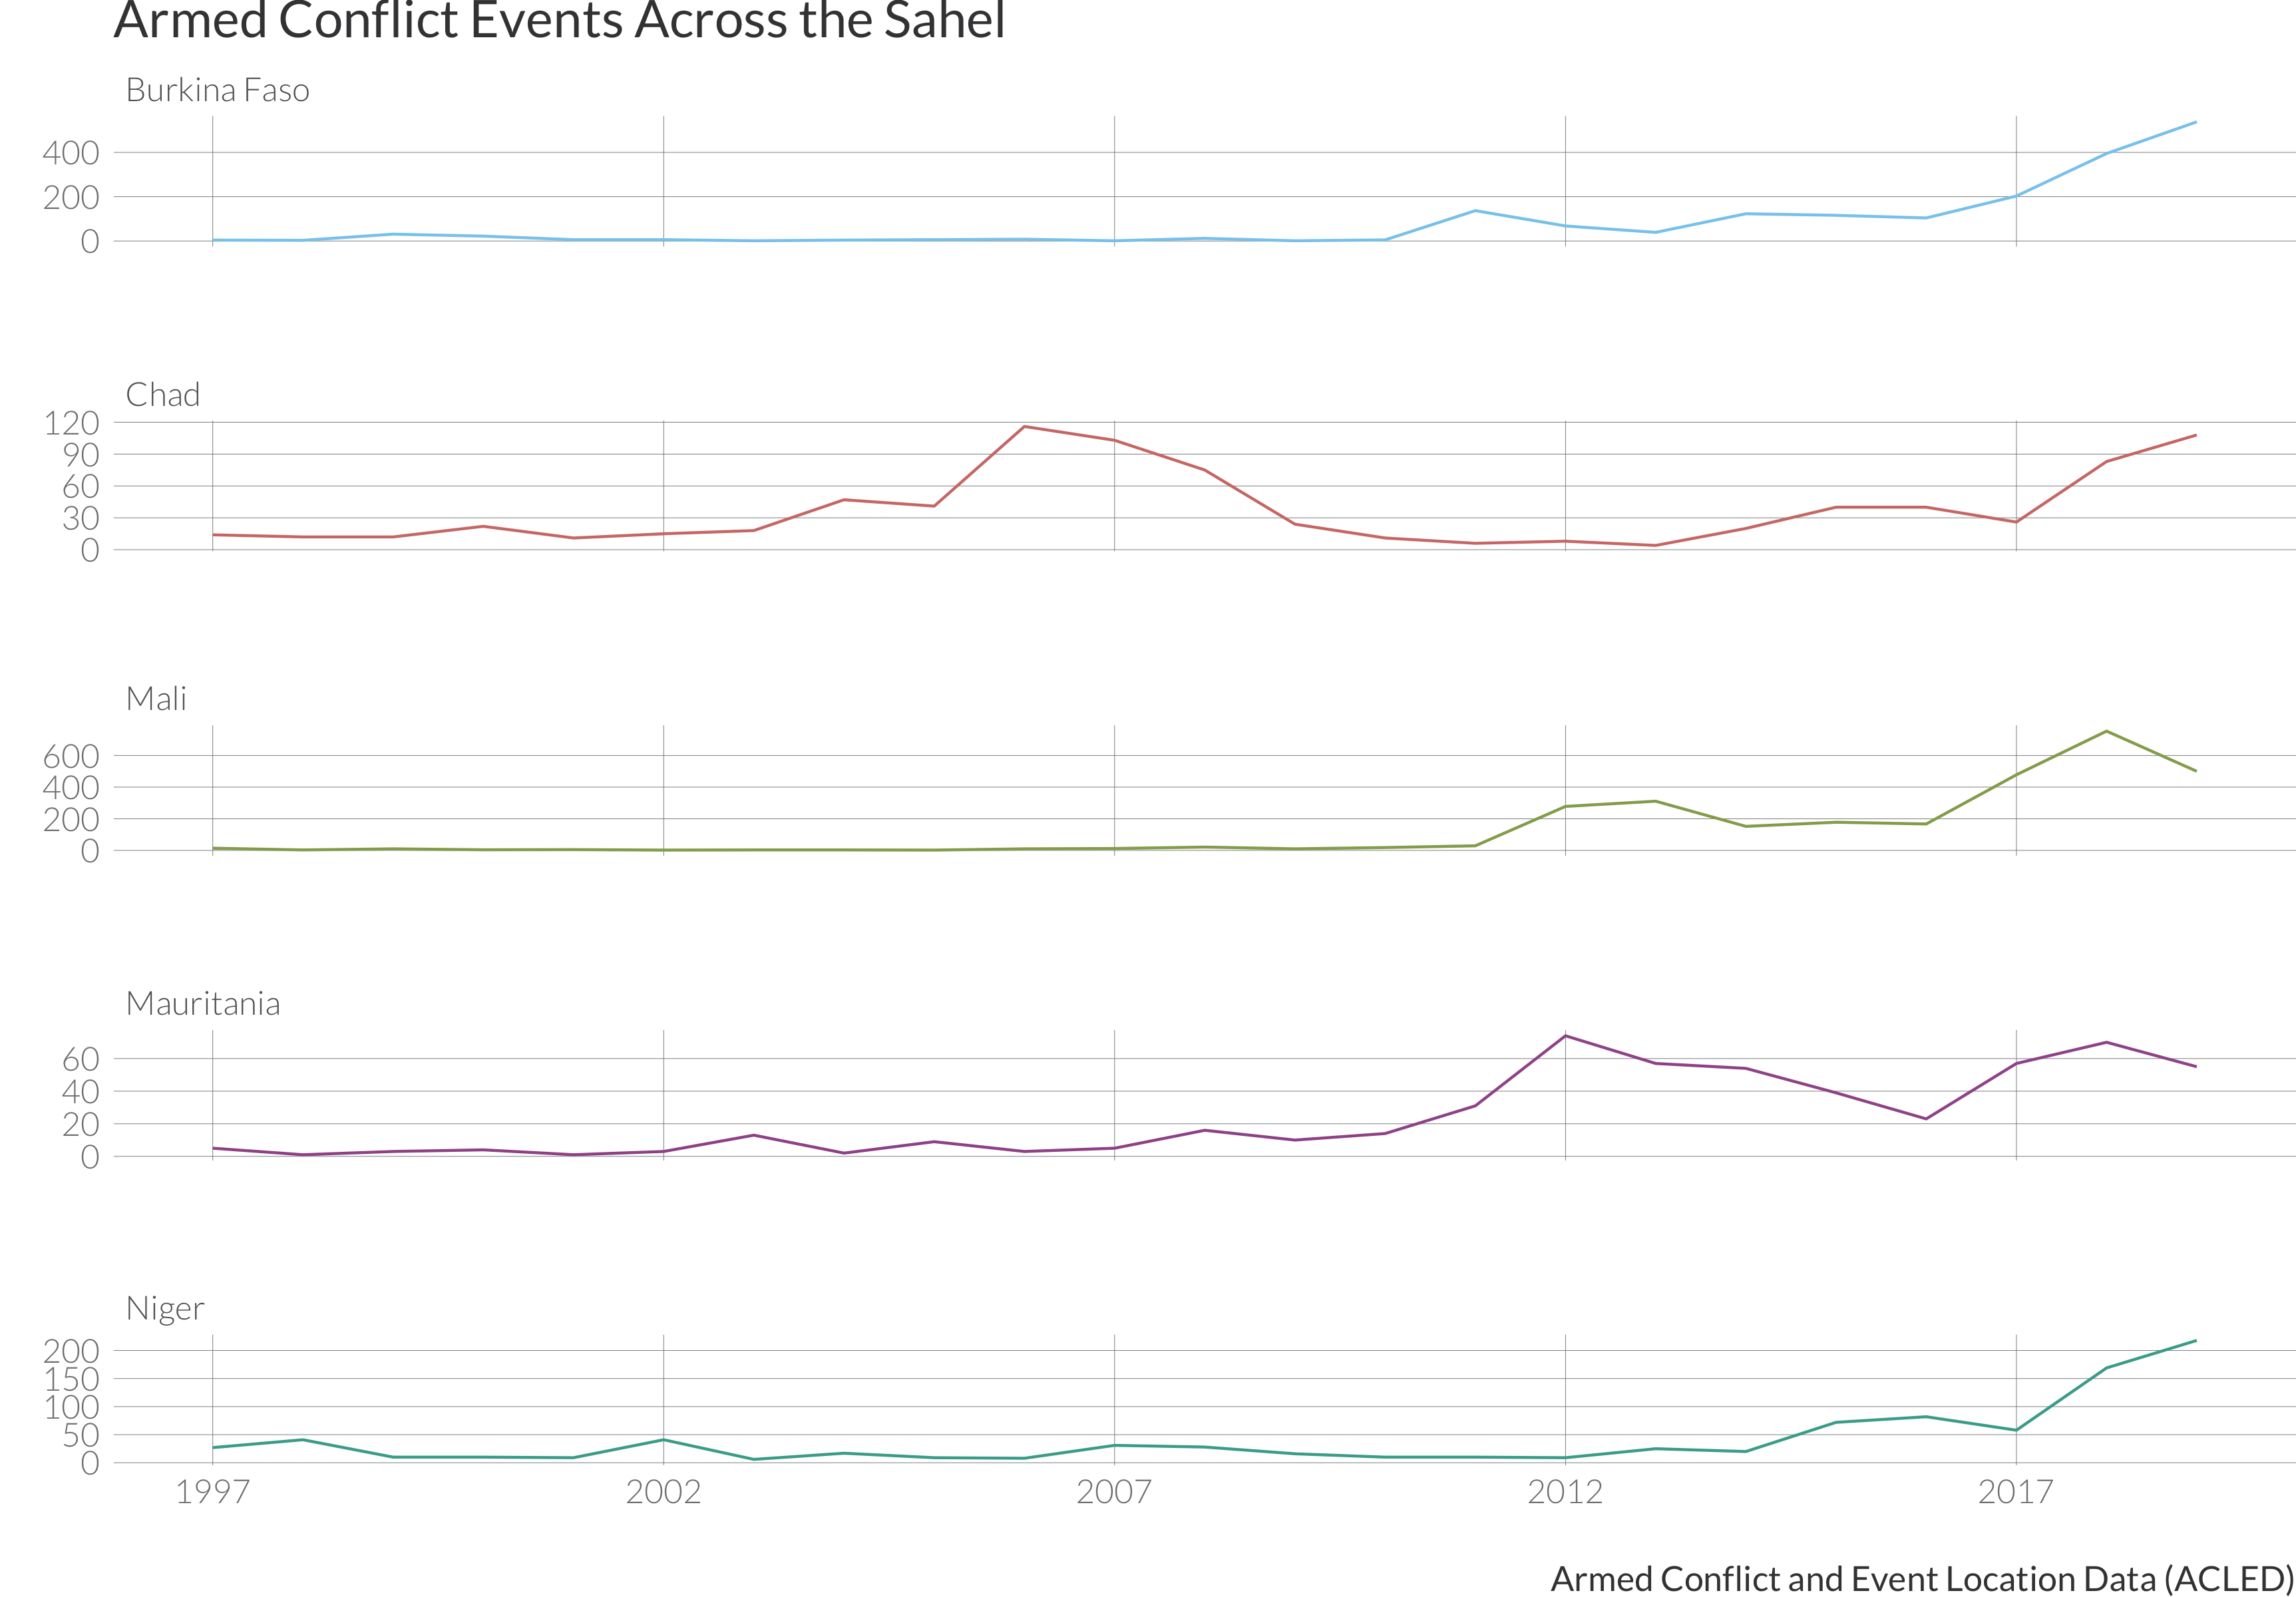 Armed Conflict Events Across the Sahel
Burkina Faso
400
200
0
Chad
120
90
60
30
0
Mali
600
400
200
0
Mauritania
60
40
20
0
Niger
200
150
100
50
0
1997 2002 2007 2012 2017
Armed Conflict and Event Location Data (ACLED)